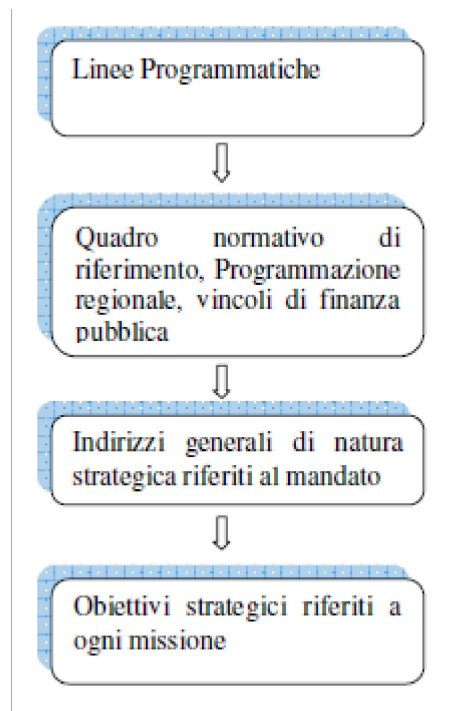 Linee Programmatiche
Quadro normativo di
riferimento, Programmazione
regionale, vincoli di finanza
pubblica
Indirizzi generali di natura
strategica riferiti al mandato
Obiettivi strategici riferiti a
ogni missione